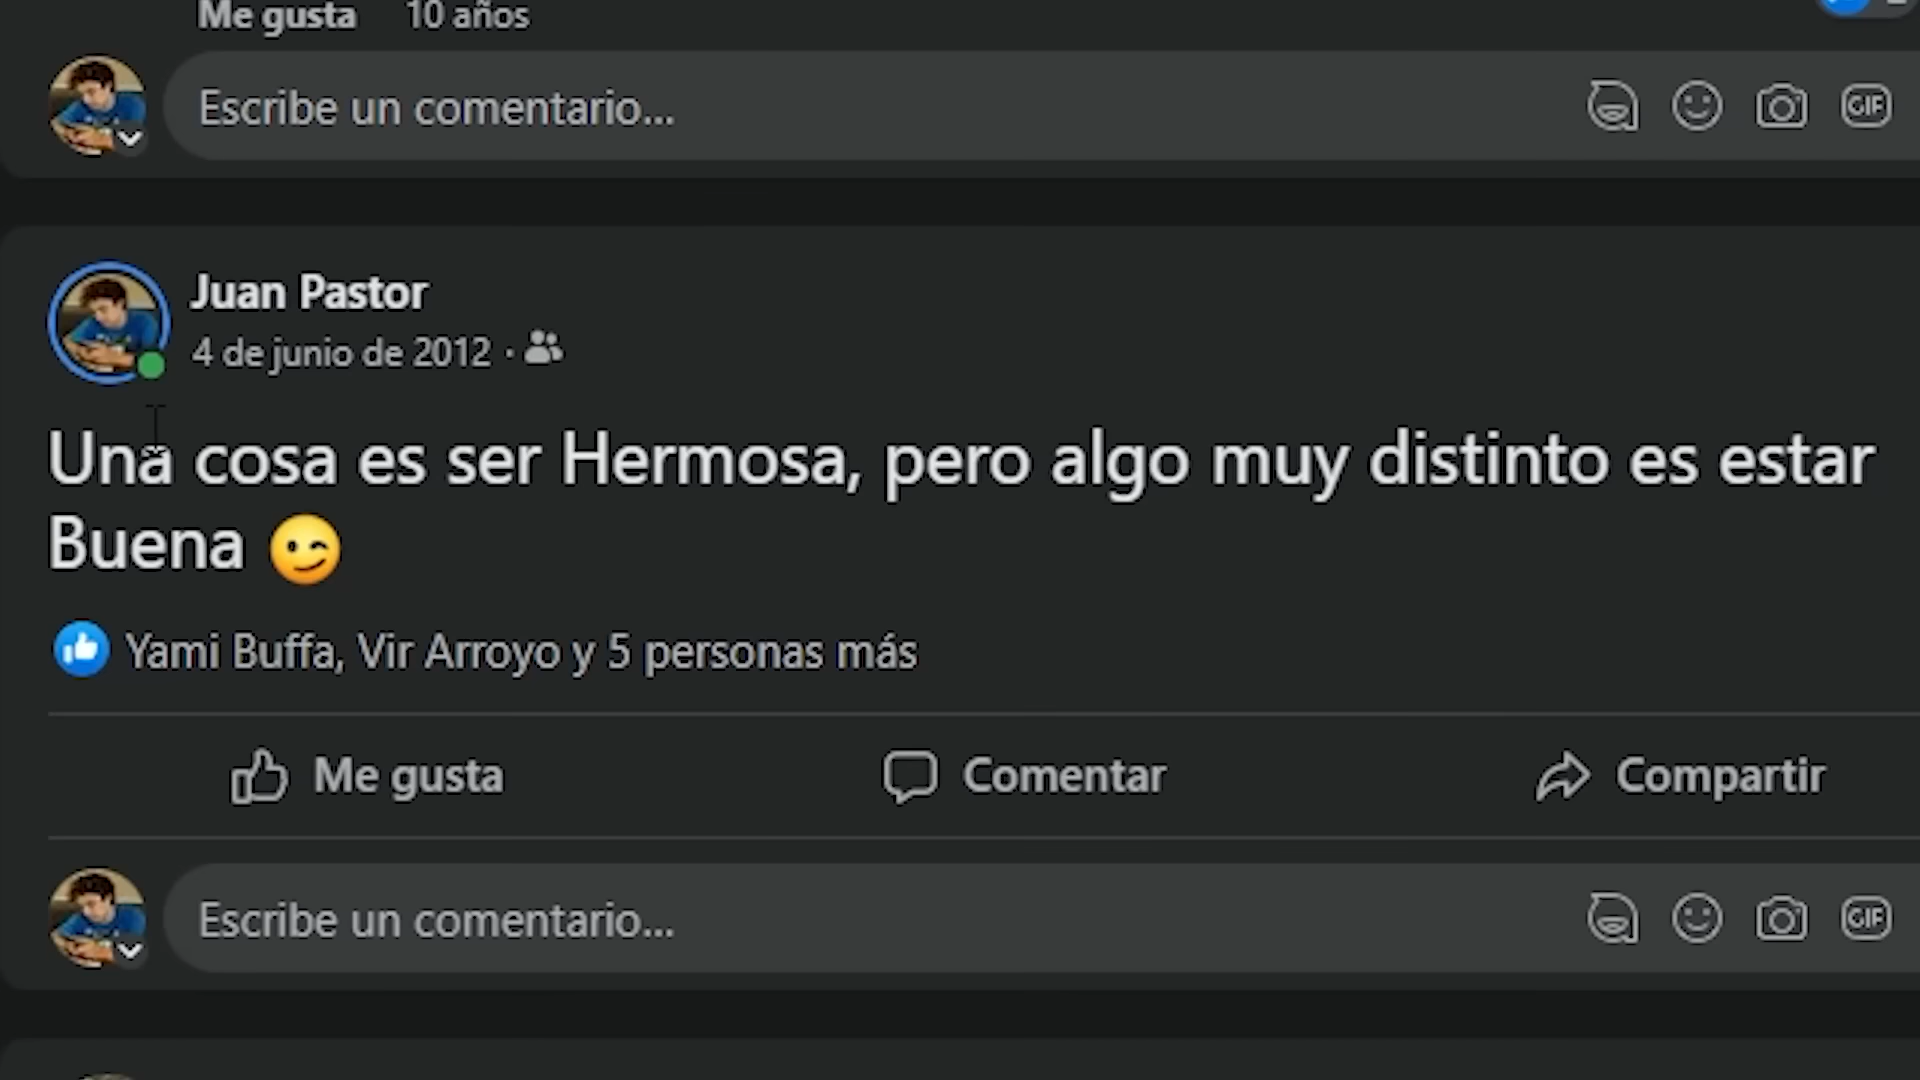 Me gusta 10 años
Escribe un comentario...
GIF
Juan Pastor
4 de junio de 2012 ·
Una cosa es ser Hermosa, pero algo muy distinto es estar
Buena 😉
Yami Buffa, Vir Arroyo y 5 personas más
Me gusta Comentar Compartir
Escribe un comentario...
GIF